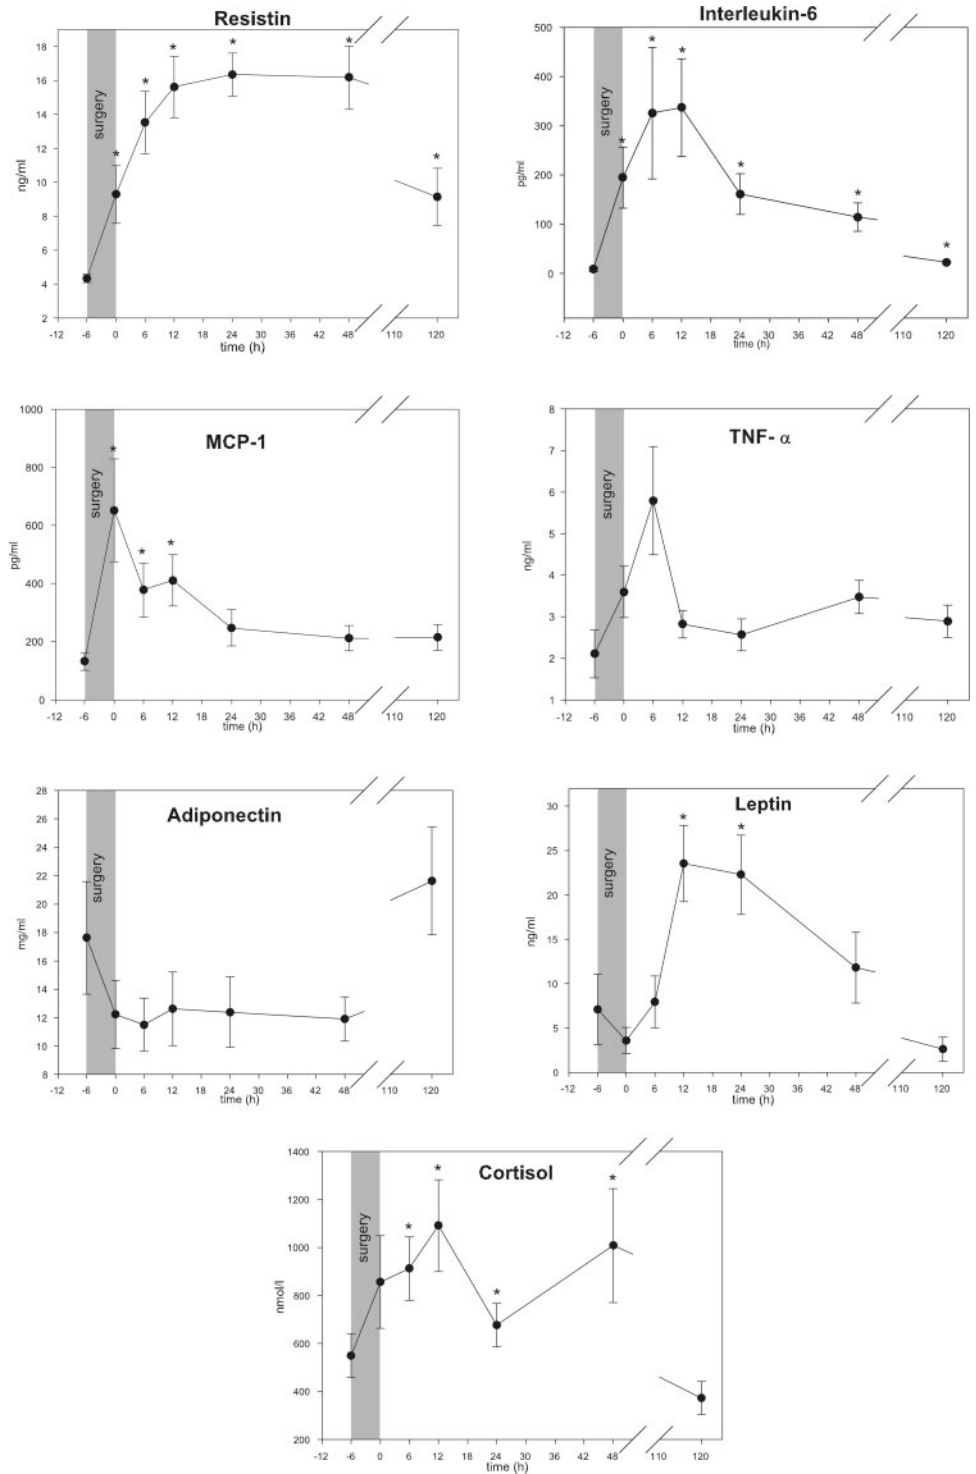 Resistin
18
16
14
12
10
8
6
4
2
ng/ml
surgery
* * * * * *
*
-12 -6 0 6 12 18 24 30 36 42 48 110 120
time (h)
Interleukin-6
500
400
300
200
100
0
pg/ml
surgery
* * * * *
*
-12 -6 0 6 12 18 24 30 36 42 48 110 120
time (h)
MCP-1
1000
800
600
400
200
0
pg/ml
surgery
* * *
-12 -6 0 6 12 18 24 30 36 42 48 110 120
time (h)
TNF- α
8
7
6
5
4
3
2
1
ng/ml
surgery
-12 -6 0 6 12 18 24 30 36 42 48 110 120
time (h)
Adiponectin
28
26
24
22
20
18
16
14
12
10
8
mg/ml
surgery
-12 -6 0 6 12 18 24 30 36 42 48 110 120
time (h)
Leptin
30
25
20
15
10
5
0
ng/ml
surgery
* *
-12 -6 0 6 12 18 24 30 36 42 48 110 120
time (h)
Cortisol
1400
1200
1000
800
600
400
200
nmol/l
surgery
* * * *
-12 -6 0 6 12 18 24 30 36 42 48 110 120
time (h)